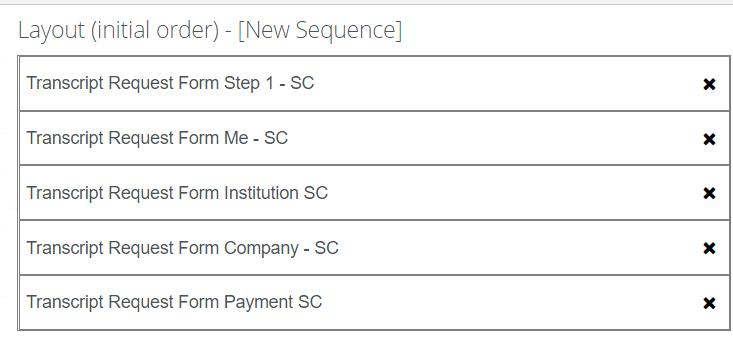 Layout (initial order) - [New Sequence]
Transcript Request Form Step 1 - SC
Transcript Request Form Me - SC
Transcript Request Form Institution SC
Transcript Request Form Company - SC
Transcript Request Form Payment SC